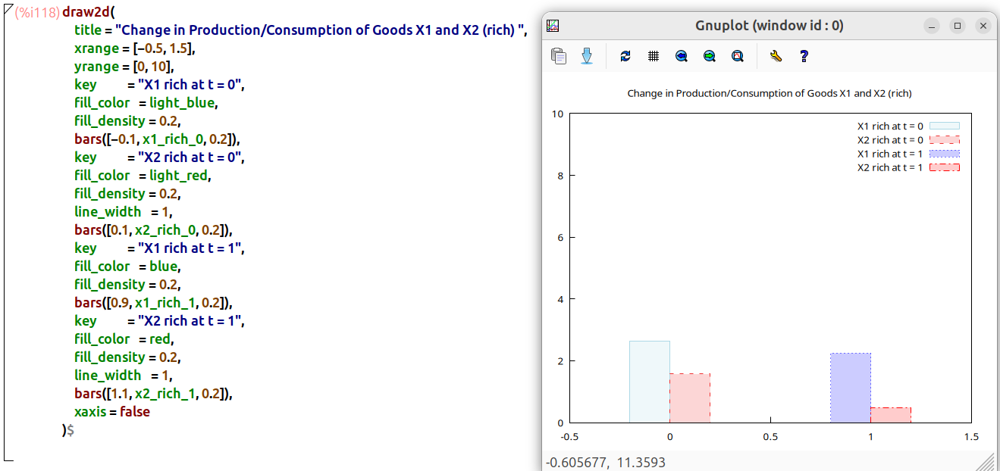 (%i118) draw2d(
title = "Change in Production/Consumption of Goods X1 and X2 (rich) ",
xrange = [−0.5, 1.5],
yrange = [0, 10],
key = "X1 rich at t = 0",
fill_color = light_blue,
fill_density = 0.2,
bars([−0.1, x1_rich_0, 0.2]),
key = "X2 rich at t = 0",
fill_color = light_red,
fill_density = 0.2,
line_width = 1,
bars([0.1, x2_rich_0, 0.2]),
key = "X1 rich at t = 1",
fill_color = blue,
fill_density = 0.2,
bars([0.9, x1_rich_1, 0.2]),
key = "X2 rich at t = 1",
fill_color = red,
fill_density = 0.2,
line_width = 1,
bars([1.1, x2_rich_1, 0.2]),
xaxis = false
)$
Gnuplot (window id : 0)
Change in Production/Consumption of Goods X1 and X2 (rich)
X1 rich at t = 0
X2 rich at t = 0
X1 rich at t = 1
X2 rich at t = 1
10
8
6
4
2
0
-0.5 0 0.5 1 1.5
-0.605677, 11.3593